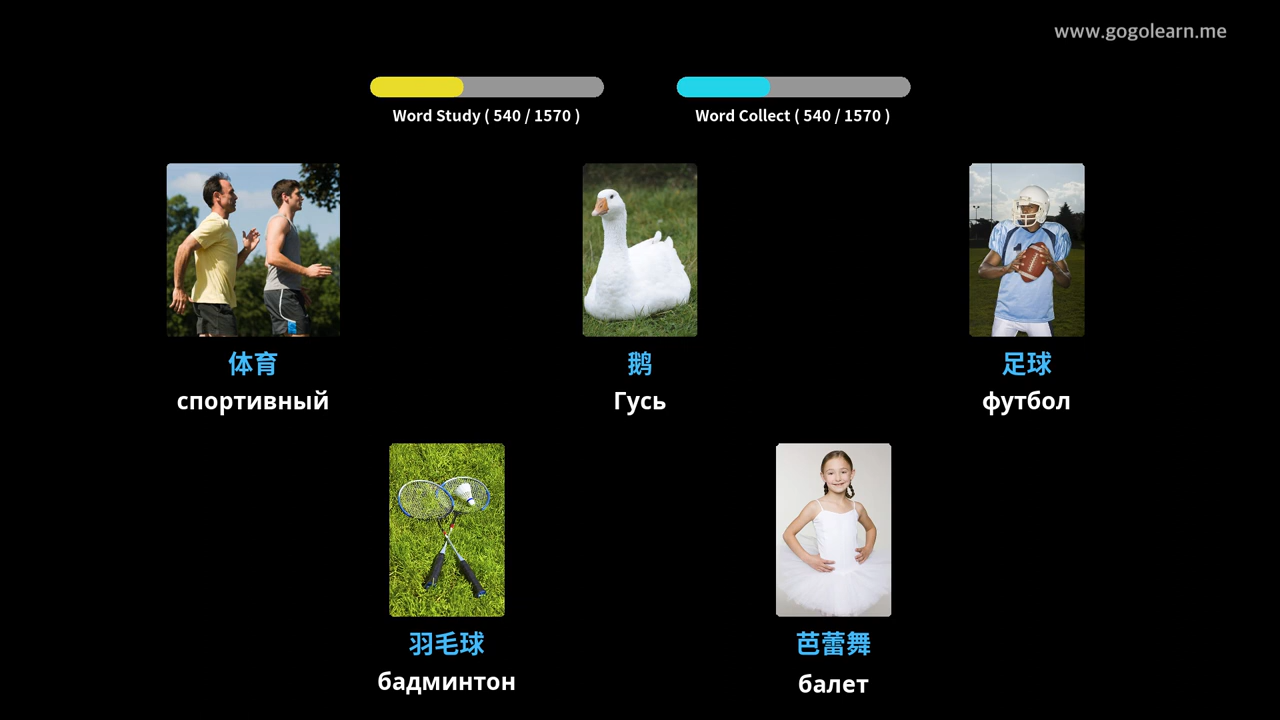 www.gogolearn.me
Word Study ( 540 / 1570 )
Word Collect ( 540 / 1570 )
体育
спортивный
鹅
Гусь
足球
футбол
羽毛球
бадминтон
芭蕾舞
балет